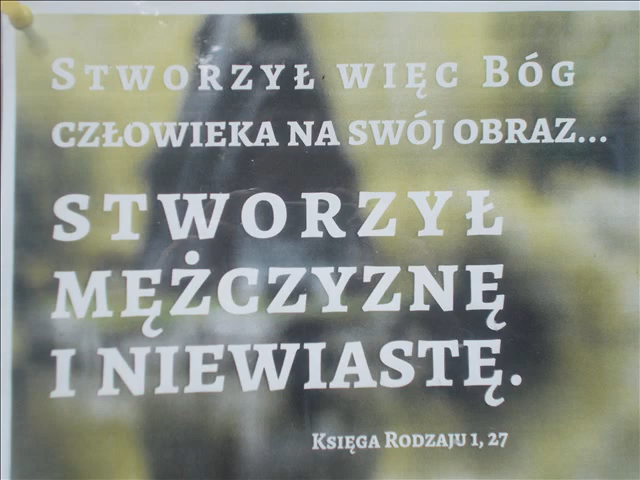 Stworzył więc Bóg
człowieka na swój obraz...
stworzył
mężczyznę
i niewiastę.
Księga Rodzaju 1, 27